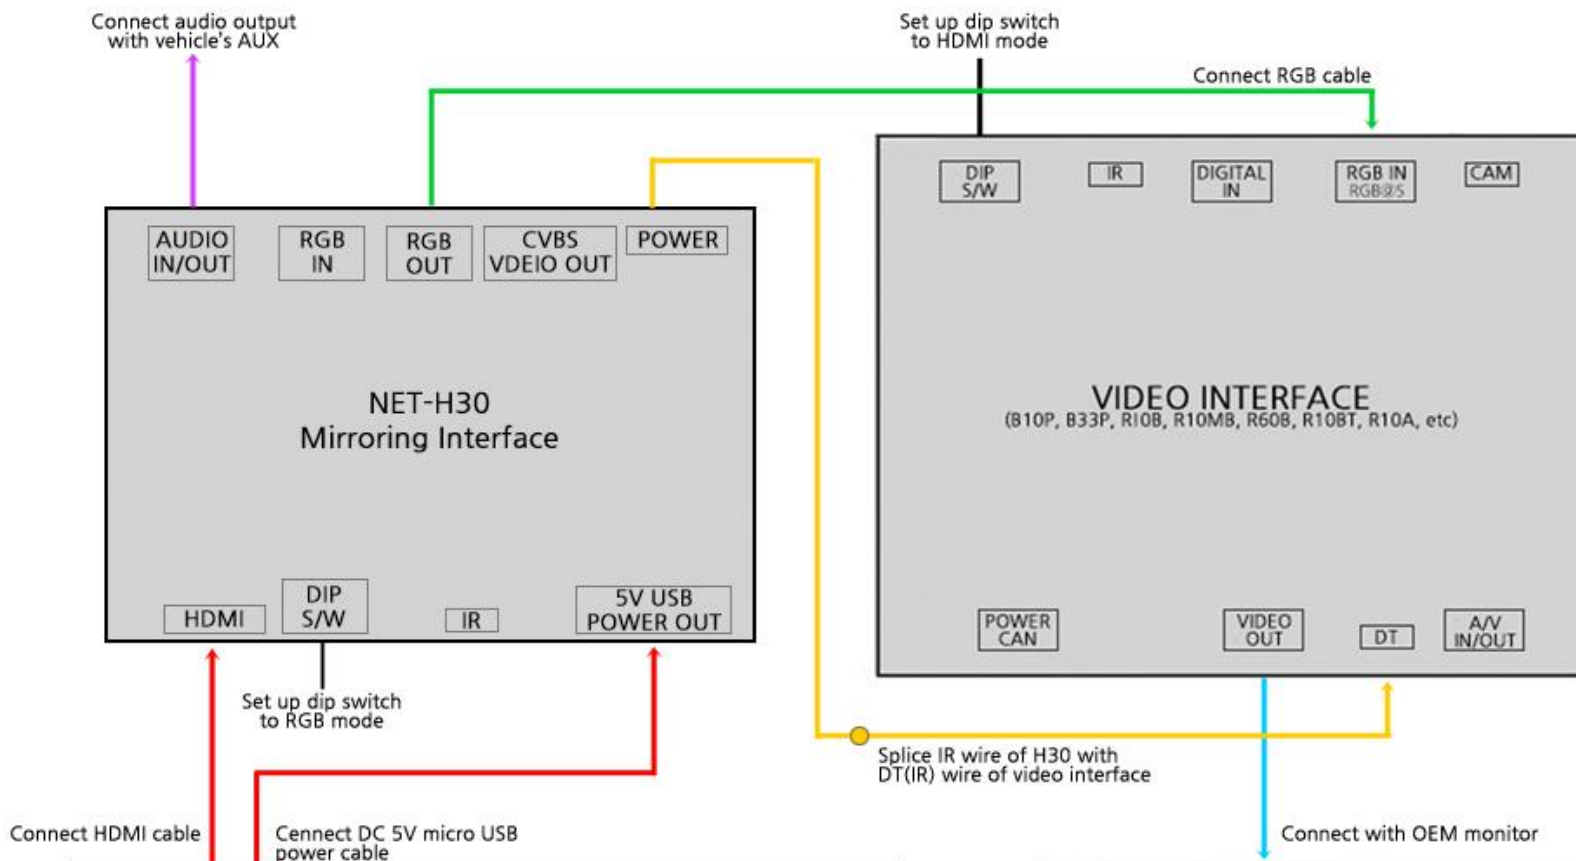 Connect audio output
with vehicle's AUX
Set up dip switch
to HDMI mode
Connect RGB cable
AUDIO
IN/OUT
RGB
IN
RGB
OUT
CVBS
VDEIO OUT
POWER
NET-H30
Mirroring Interface
HDMI
DIP
S/W
IR
5V USB
POWER OUT
Set up dip switch
to RGB mode
DIP
S/W
IR
DIGITAL
IN
RGB IN
RGB@S
CAM
VIDEO INTERFACE
(B10P, B33P, RI0B, R10MB, R60B, R10BT, R10A, etc)
POWER
CAN
VIDEO
OUT
DT
A/V
IN/OUT
Splice IR wire of H30 with
DT(IR) wire of video interface
Connect HDMI cable
Cennect DC 5V micro USB
power cable
Connect with OEM monitor